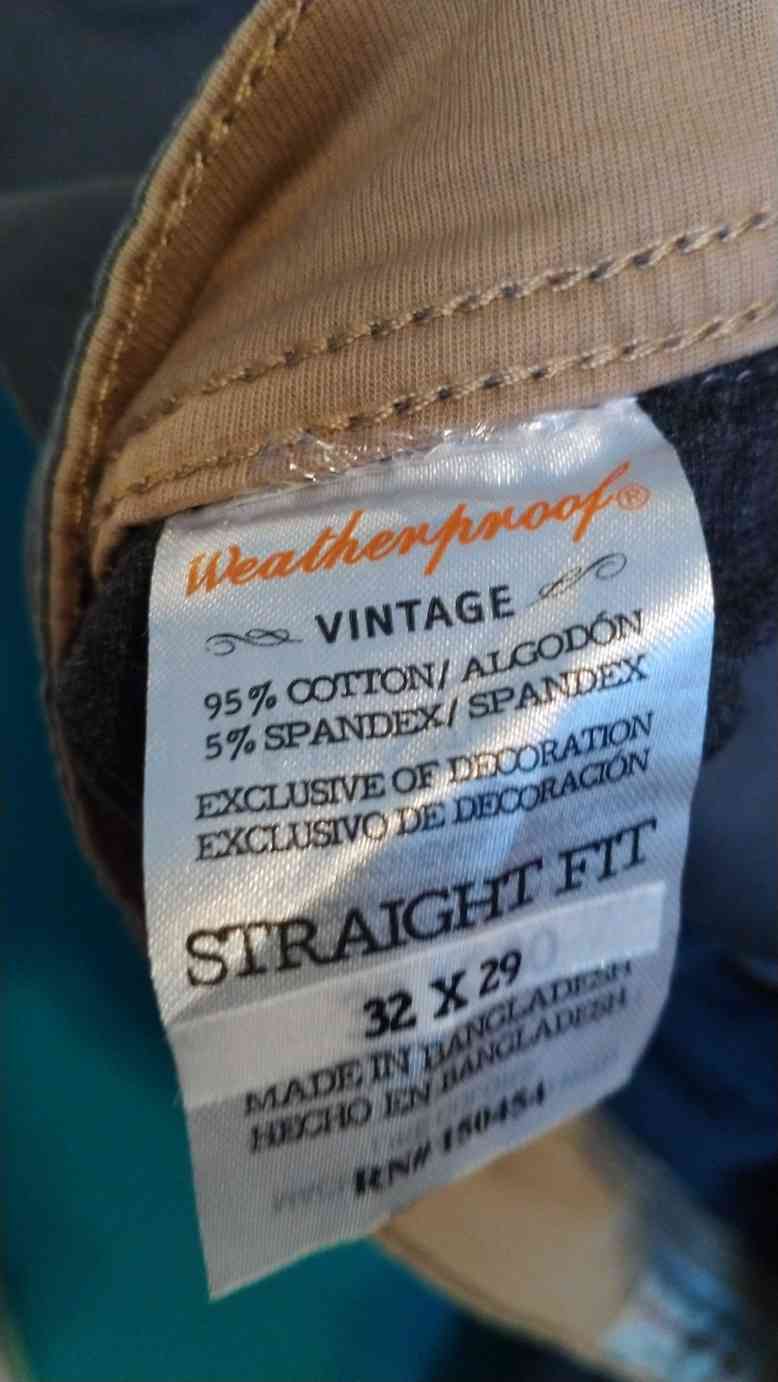 Weatherproof®
VINTAGE
95% COTTON/ ALGODÓN
5% SPANDEX/ SPANDEX
EXCLUSIVE OF DECORATION
EXCLUSIVO DE DECORACIÓN
STRAIGHT FIT
32 X 29
MADE IN BANGLADESH
HECHO EN BANGLADESH
RN# 150454